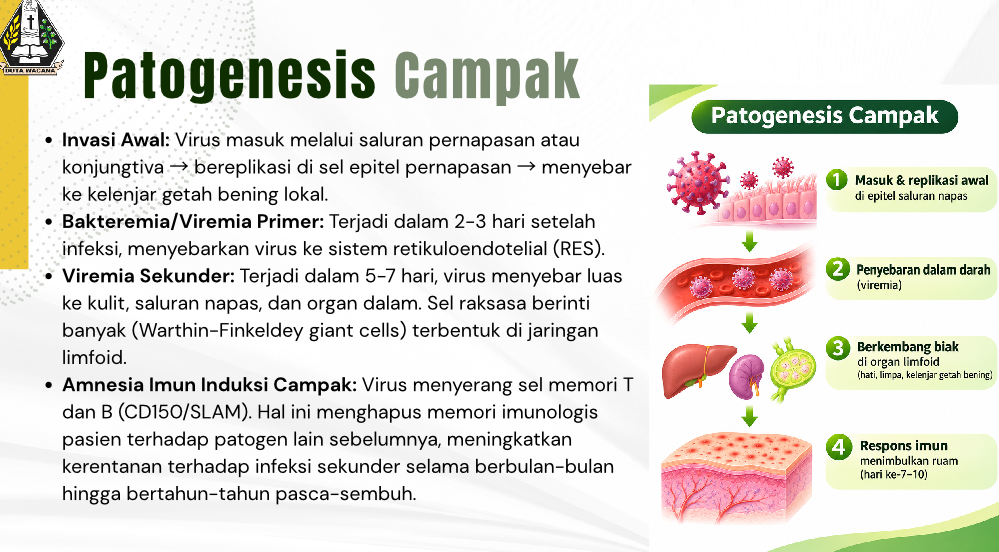 DUTA WACANA
Patogenesis Campak
• Invasi Awal: Virus masuk melalui saluran pernapasan atau
konjungtiva → bereplikasi di sel epitel pernapasan → menyebar
ke kelenjar getah bening lokal.
• Bakteremia/Viremia Primer: Terjadi dalam 2-3 hari setelah
infeksi, menyebarkan virus ke sistem retikuloendotelial (RES).
• Viremia Sekunder: Terjadi dalam 5-7 hari, virus menyebar luas
ke kulit, saluran napas, dan organ dalam. Sel raksasa berinti
banyak (Warthin-Finkeldey giant cells) terbentuk di jaringan
limfoid.
• Amnesia Imun Induksi Campak: Virus menyerang sel memori T
dan B (CD150/SLAM). Hal ini menghapus memori imunologis
pasien terhadap patogen lain sebelumnya, meningkatkan
kerentanan terhadap infeksi sekunder selama berbulan-bulan
hingga bertahun-tahun pasca-sembuh.
Patogenesis Campak
1 Masuk & replikasi awal
di epitel saluran napas
2 Penyebaran dalam darah
(viremia)
3 Berkembang biak
di organ limfoid
(hati, limpa, kelenjar getah bening)
4 Respons imun
menimbulkan ruam
(hari ke-7–10)